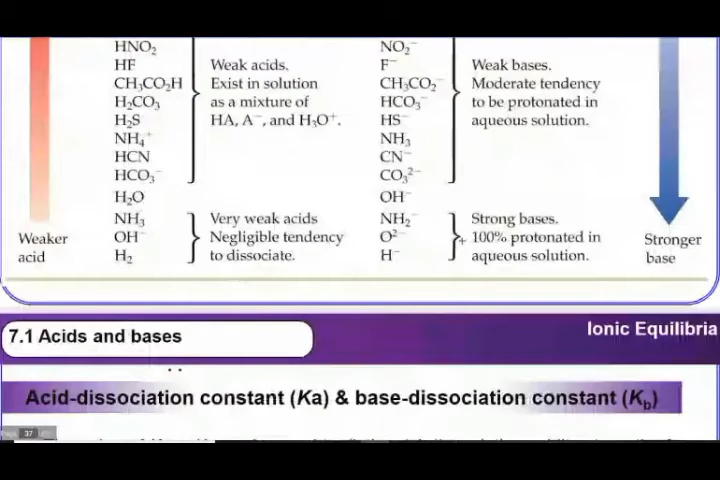 HNO₂ NO₂⁻
HF Weak acids. F⁻ Weak bases.
CH₃CO₂H Exist in solution CH₃CO₂⁻ Moderate tendency
H₂CO₃ as a mixture of HCO₃⁻ to be protonated in
H₂S HA, A⁻, and H₃O⁺. HS⁻ aqueous solution.
NH₄⁺ NH₃
HCN CN⁻
HCO₃⁻ CO₃²⁻
H₂O OH⁻
NH₃ Very weak acids NH₂⁻ Strong bases.
Weaker OH⁻ Negligible tendency O²⁻ 100% protonated in Stronger
acid H₂ to dissociate. H⁻ aqueous solution. base
Ionic Equilibria
7.1 Acids and bases
Acid-dissociation constant (Ka) & base-dissociation constant (K_b)
37